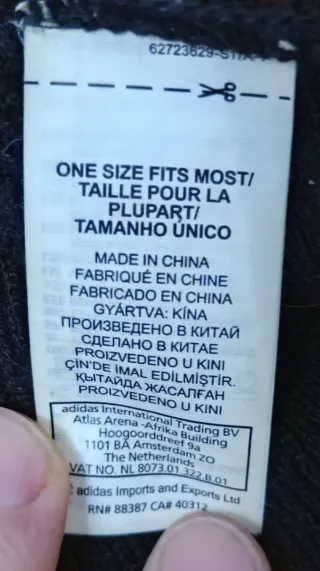 ONE SIZE FITS MOST/
TAILLE POUR LA
PLUPART/
TAMANHO ÚNICO
MADE IN CHINA
FABRIQUÉ EN CHINE
FABRICADO EN CHINA
GYÁRTVA: KÍNA
ПРОИЗВЕДЕНО В КИТАЙ
СДЕЛАНО В КИТАЕ
PROIZVEDENO U KINI
ÇİN'DE İMAL EDİLMİŞTİR.
ҚЫТАЙДА ЖАСАЛҒАН
PROIZVEDENO U KINI
adidas International Trading BV
Atlas Arena -Afrika Building
Hoogoorddreef 9a
1101 BA Amsterdam ZO
The Netherlands
VAT NO. NL 8073.01.322.B.01
adidas Imports and Exports Ltd
RN# 88387 CA# 40312